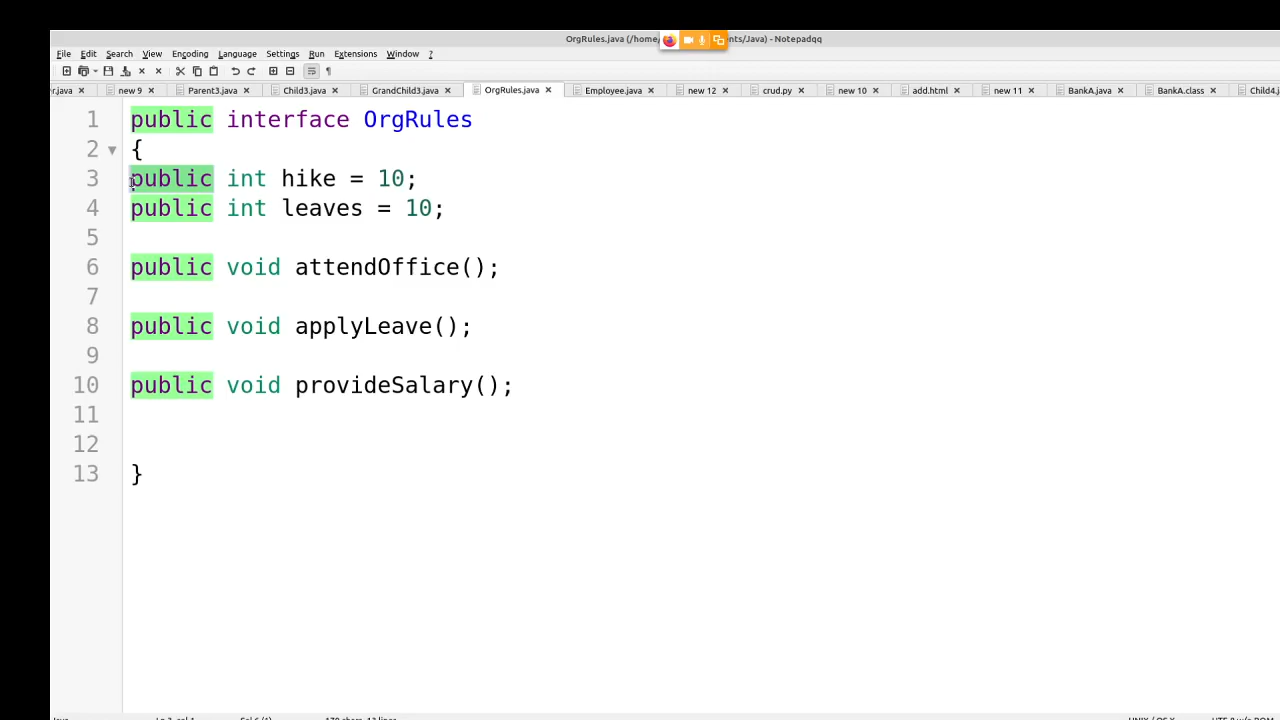 OrgRules.java (/home, nts/Java) - Notepadqq
File Edit Search View Encoding Language Settings Run Extensions Window ?
r.java new 9 Parent3.java Child3.java GrandChild3.java OrgRules.java Employee.java new 12 crud.py new 10 add.html new 11 BankA.java BankA.class Child4.j
1 public interface OrgRules
2 {
3 public int hike = 10;
4 public int leaves = 10;
5
6 public void attendOffice();
7
8 public void applyLeave();
9
10 public void provideSalary();
11
12
13 }